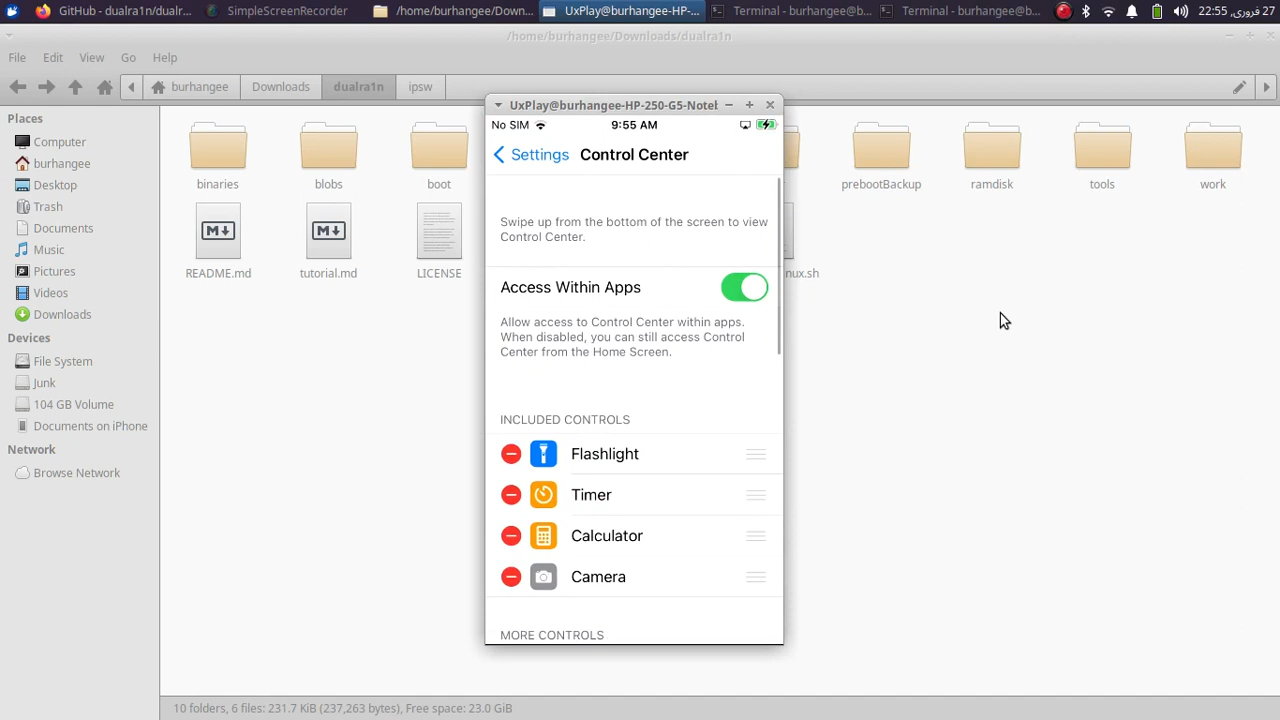 GitHub - dualra1n/dualr...
SimpleScreenRecorder
/home/burhangee/Down...
UxPlay@burhangee-HP-...
Terminal - burhangee@b...
Terminal - burhangee@b...
27 فروری, 22:55
/home/burhangee/Downloads/dualra1n
File Edit View Go Help
burhangee Downloads dualra1n ipsw
Places
Computer
burhangee
Desktop
Trash
Documents
Music
Pictures
Videos
Downloads
Devices
File System
Junk
104 GB Volume
Documents on iPhone
Network
Browse Network
binaries
blobs
boot
prebootBackup
ramdisk
tools
work
README.md
tutorial.md
LICENSE
nux.sh
UxPlay@burhangee-HP-250-G5-Notel
No SIM 9:55 AM
Settings Control Center
Swipe up from the bottom of the screen to view
Control Center.
Access Within Apps
Allow access to Control Center within apps.
When disabled, you can still access Control
Center from the Home Screen.
INCLUDED CONTROLS
Flashlight
Timer
Calculator
Camera
MORE CONTROLS
10 folders, 6 files: 231.7 KiB (237,263 bytes), Free space: 23.0 GiB